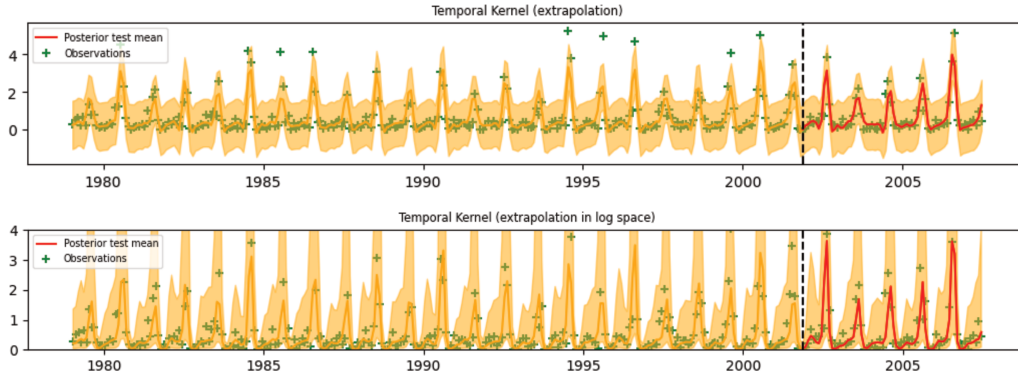 Temporal Kernel (extrapolation)
Posterior test mean
Observations
4
2
0
1980 1985 1990 1995 2000 2005
Temporal Kernel (extrapolation in log space)
Posterior test mean
Observations
4
3
2
1
0
1980 1985 1990 1995 2000 2005